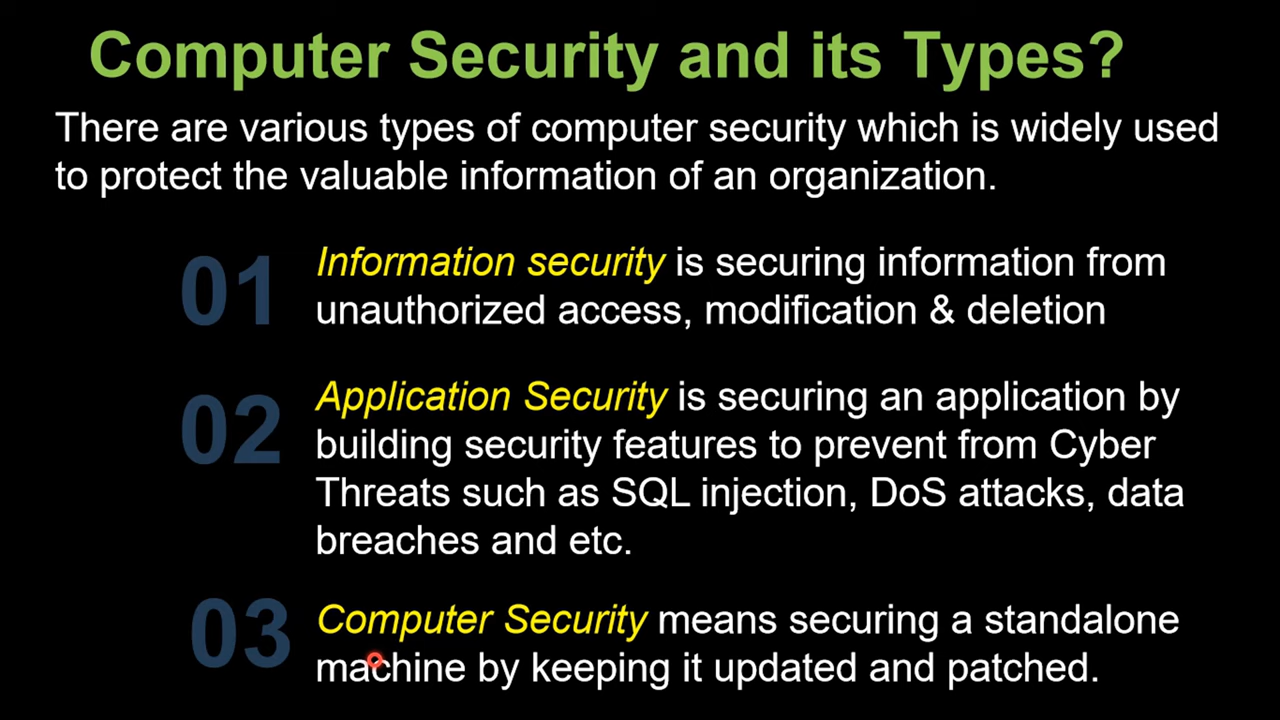 Computer Security and its Types?
There are various types of computer security which is widely used
to protect the valuable information of an organization.
01
Information security is securing information from
unauthorized access, modification & deletion
02
Application Security is securing an application by
building security features to prevent from Cyber
Threats such as SQL injection, DoS attacks, data
breaches and etc.
03
Computer Security means securing a standalone
machine by keeping it updated and patched.